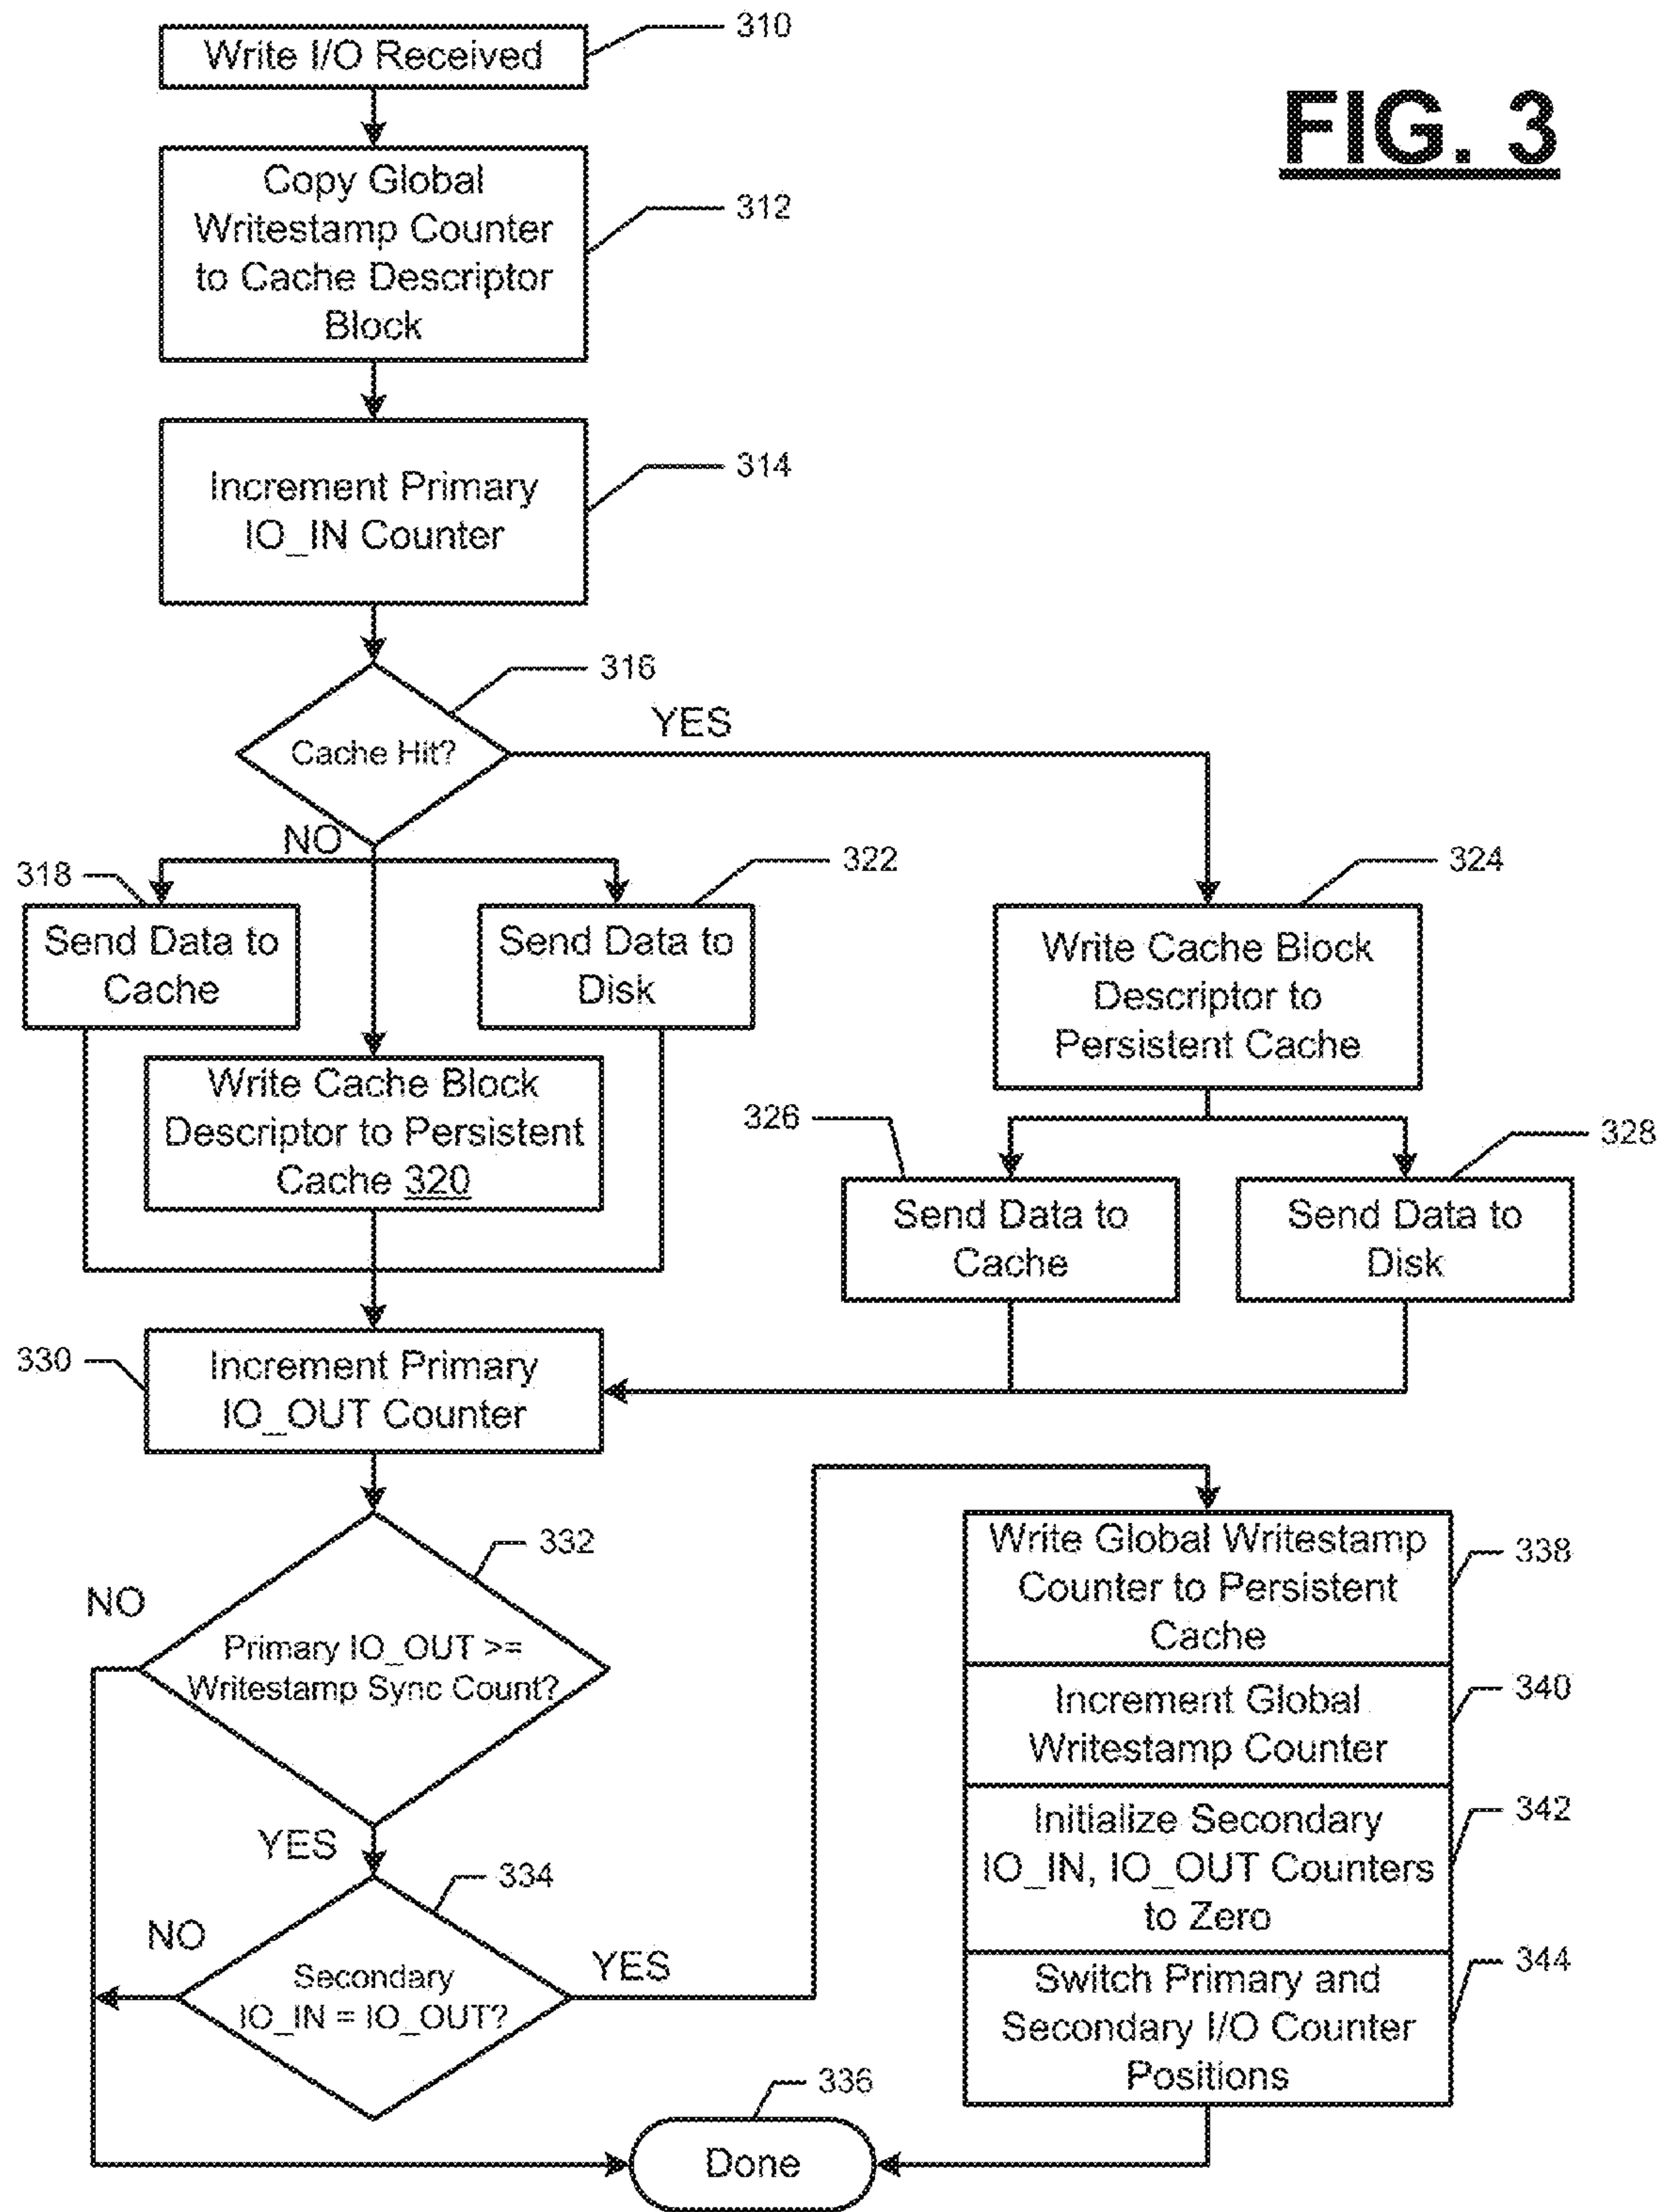 310
Write I/O Received
FIG. 3
Copy Global
Writestamp Counter
to Cache Descriptor
Block
312
Increment Primary
IO_IN Counter
314
316
Cache Hit?
YES
NO
318
322
324
Send Data to
Cache
Send Data to
Disk
Write Cache Block
Descriptor to
Persistent Cache
Write Cache Block
Descriptor to Persistent
Cache 320
326
328
Send Data to
Cache
Send Data to
Disk
330
Increment Primary
IO_OUT Counter
332
NO
Primary IO_OUT >=
Writestamp Sync Count?
YES
334
NO
Secondary
IO_IN = IO_OUT?
YES
Write Global Writestamp
Counter to Persistent
Cache
338
Increment Global
Writestamp Counter
340
Initialize Secondary
IO_IN, IO_OUT Counters
to Zero
342
Switch Primary and
Secondary I/O Counter
Positions
344
336
Done